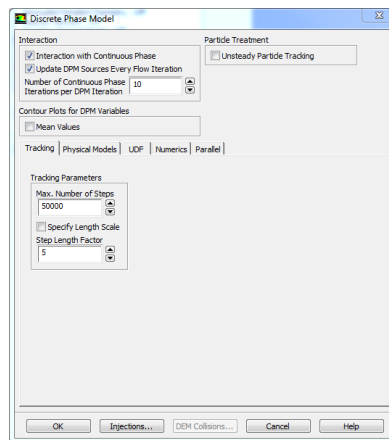 Discrete Phase Model
Interaction
Interaction with Continuous Phase
Update DPM Sources Every Flow Iteration
Number of Continuous Phase
Iterations per DPM Iteration
10
Particle Treatment
Unsteady Particle Tracking
Contour Plots for DPM Variables
Mean Values
Tracking Physical Models UDF Numerics Parallel
Tracking Parameters
Max. Number of Steps
50000
Specify Length Scale
Step Length Factor
5
OK Injections... DEM Collisions... Cancel Help